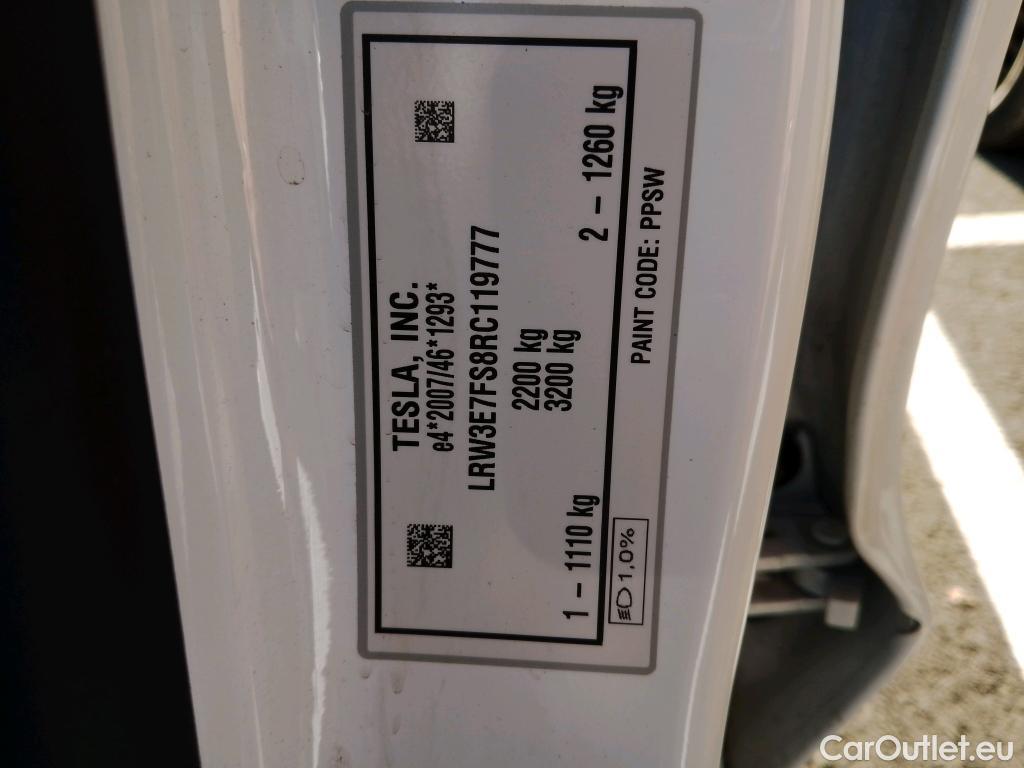 TESLA, INC.
e4*2007/46*1293*
LRW3E7FS8RC119777
2200 kg
3200 kg
1 – 1110 kg
2 – 1260 kg
1,0%
PAINT CODE: PPSW
CarOutlet.eu